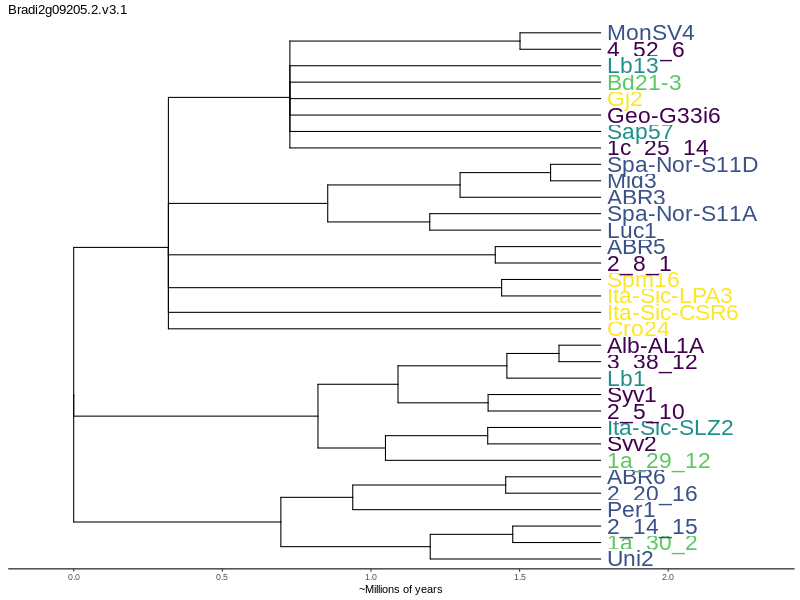 Bradi2g09205.2.v3.1
MonSV4
4_52_6
Lb13
Bd21-3
Gj2
Geo-G33i6
Sap57
1c_25_14
Spa-Nor-S11D
Mig3
ABR3
Spa-Nor-S11A
Luc1
ABR5
2_8_1
Spm16
Ita-Sic-LPA3
Ita-Sic-CSR6
Cro24
Alb-AL1A
3_38_12
Lb1
Syv1
2_5_10
Ita-Sic-SLZ2
Syv2
1a_29_12
ABR6
2_20_16
Per1
2_14_15
1a_30_2
Uni2
0.0 0.5 1.0 1.5 2.0
~Millions of years